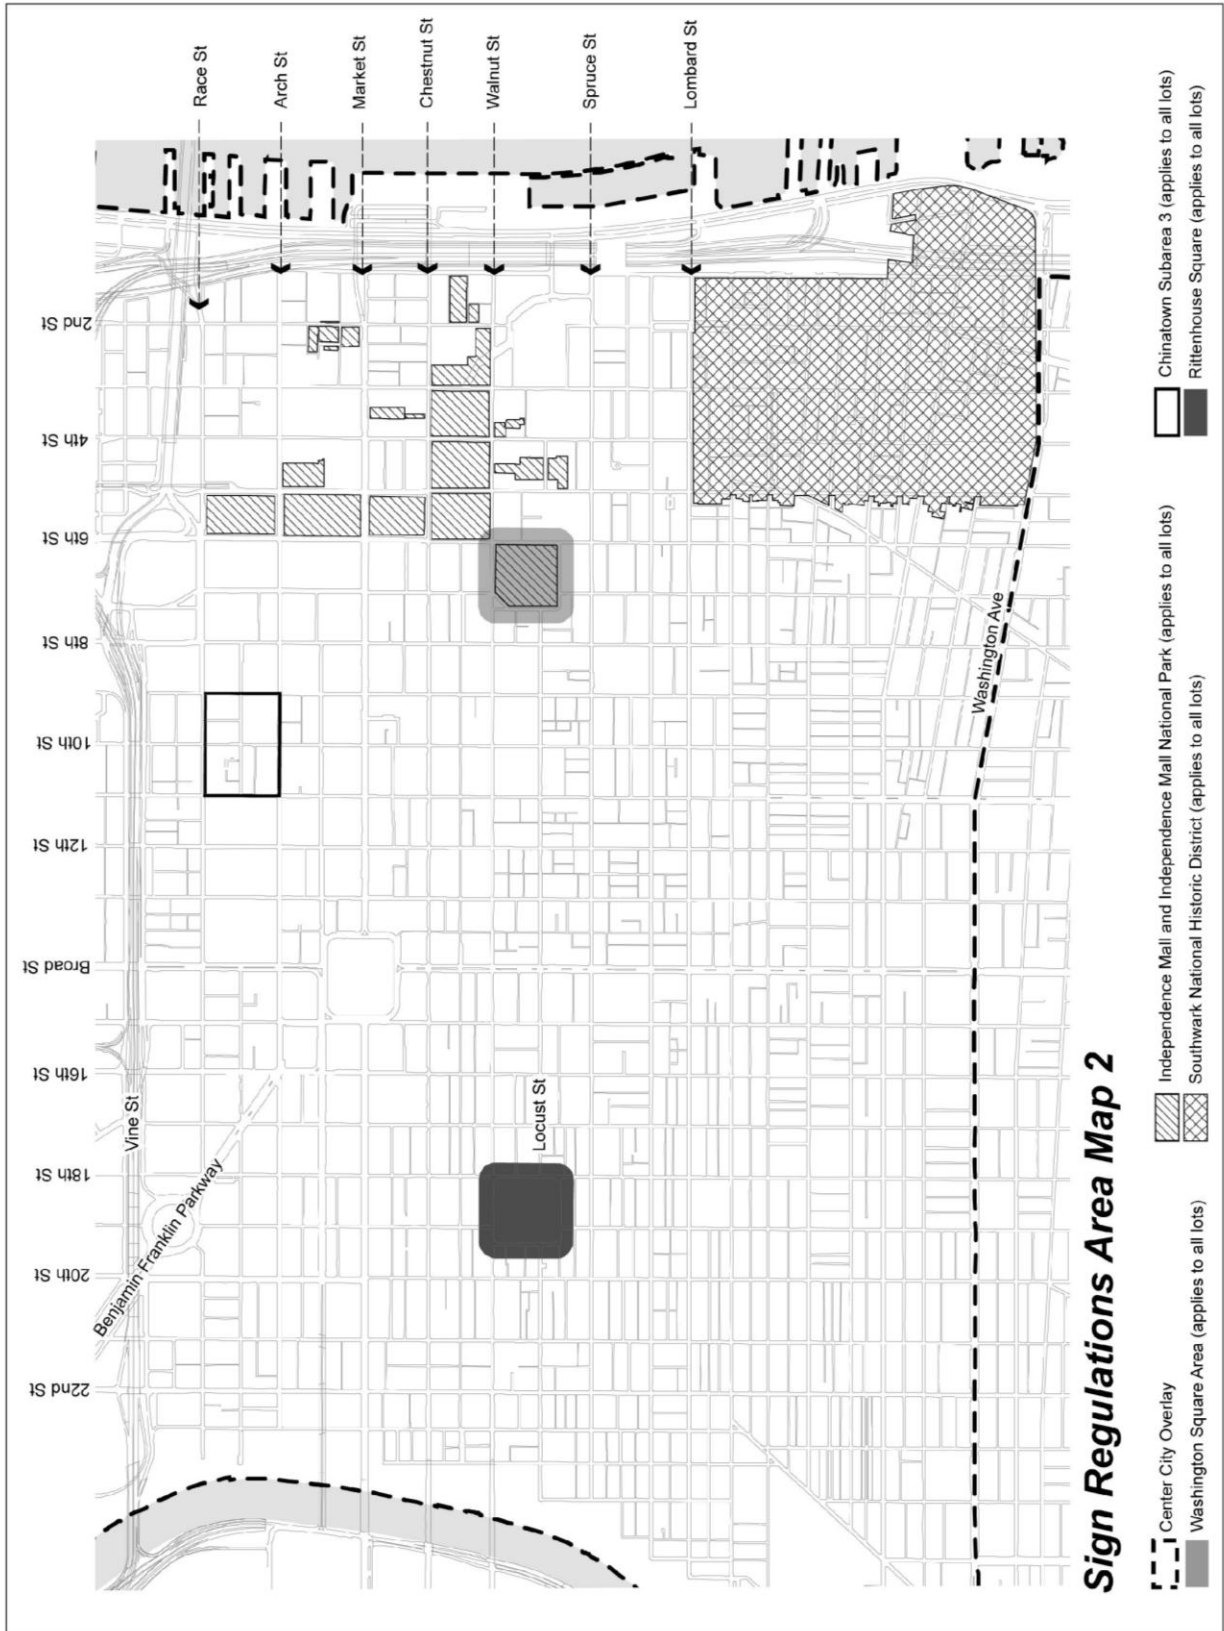 22nd St
20th St
18th St
16th St
Broad St
12th St
10th St
8th St
6th St
4th St
2nd St
Benjamin Franklin Parkway
Vine St
Race St
Arch St
Market St
Chestnut St
Walnut St
Locust St
Spruce St
Lombard St
Washington Ave
Sign Regulations Area Map 2
Center City Overlay
Washington Square Area (applies to all lots)
Independence Mall and Independence Mall National Park (applies to all lots)
Southwark National Historic District (applies to all lots)
Chinatown Subarea 3 (applies to all lots)
Rittenhouse Square (applies to all lots)